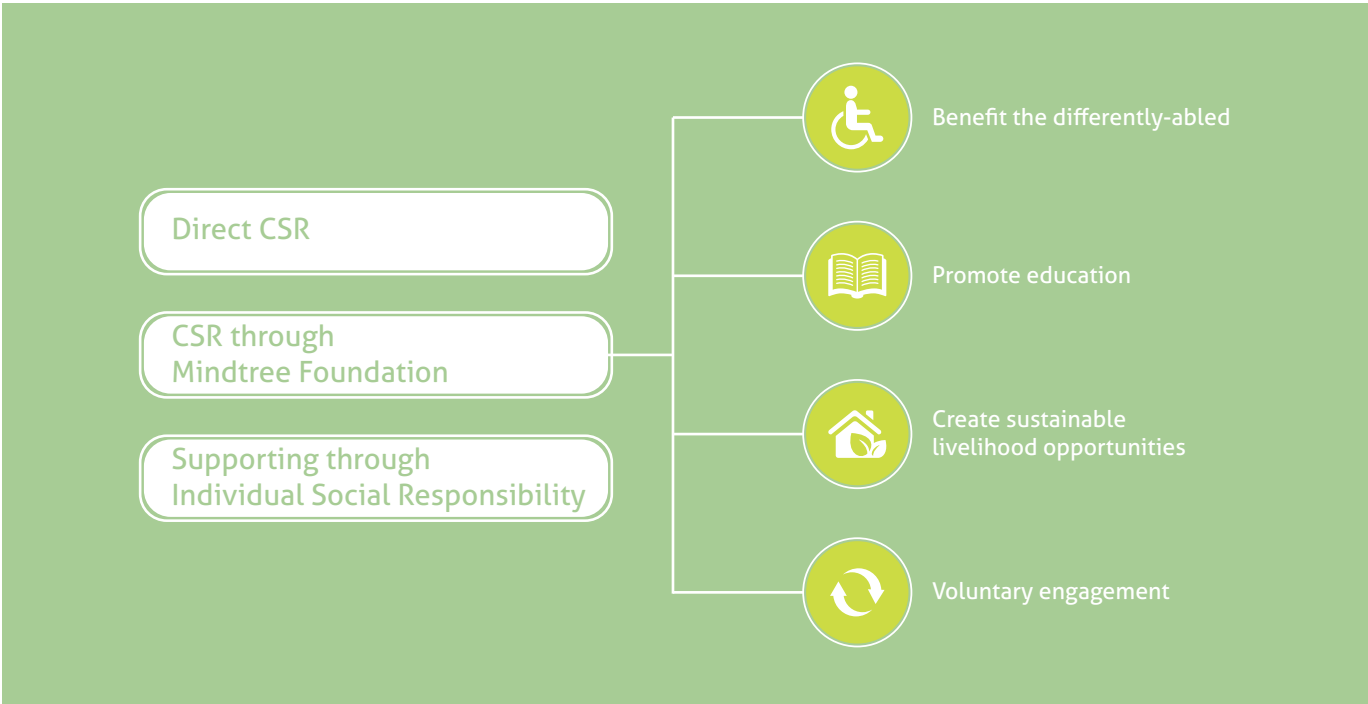 Direct CSR
CSR through
Mindtree Foundation
Supporting through
Individual Social Responsibility
Benefit the differently-abled
Promote education
Create sustainable
livelihood opportunities
Voluntary engagement